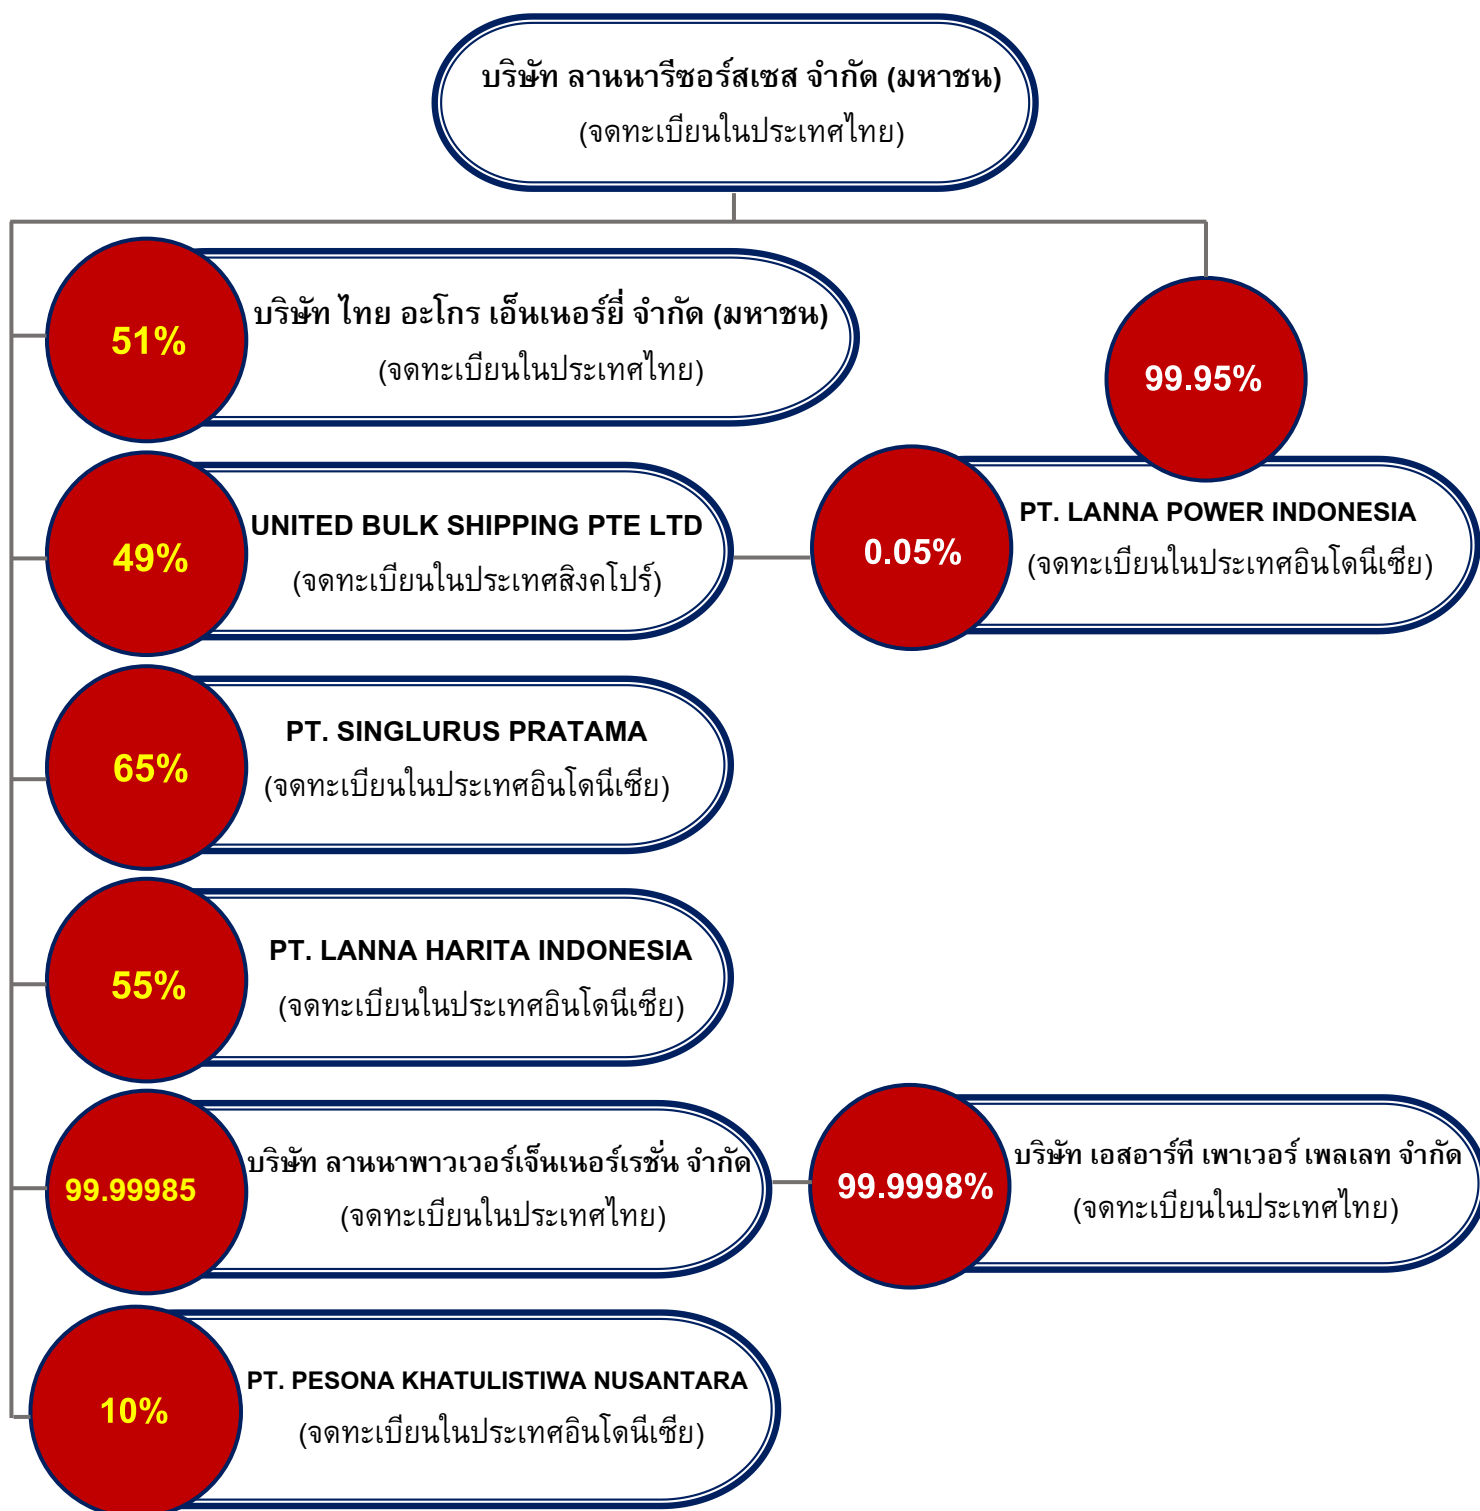 บริษัท ลานนารีซอร์สเซส จำกัด (มหาชน)
(จดทะเบียนในประเทศไทย)
51%
บริษัท ไทย อะโกร เอ็นเนอร์ยี่ จำกัด (มหาชน)
(จดทะเบียนในประเทศไทย)
99.95%
49%
UNITED BULK SHIPPING PTE LTD
(จดทะเบียนในประเทศสิงคโปร์)
0.05%
PT. LANNA POWER INDONESIA
(จดทะเบียนในประเทศอินโดนีเซีย)
65%
PT. SINGLURUS PRATAMA
(จดทะเบียนในประเทศอินโดนีเซีย)
55%
PT. LANNA HARITA INDONESIA
(จดทะเบียนในประเทศอินโดนีเซีย)
99.99985
บริษัท ลานนาพาวเวอร์เจ็นเนอร์เรชั่น จำกัด
(จดทะเบียนในประเทศไทย)
99.9998%
บริษัท เอสอาร์ที เพาเวอร์ เพลเลท จำกัด
(จดทะเบียนในประเทศไทย)
10%
PT. PESONA KHATULISTIWA NUSANTARA
(จดทะเบียนในประเทศอินโดนีเซีย)